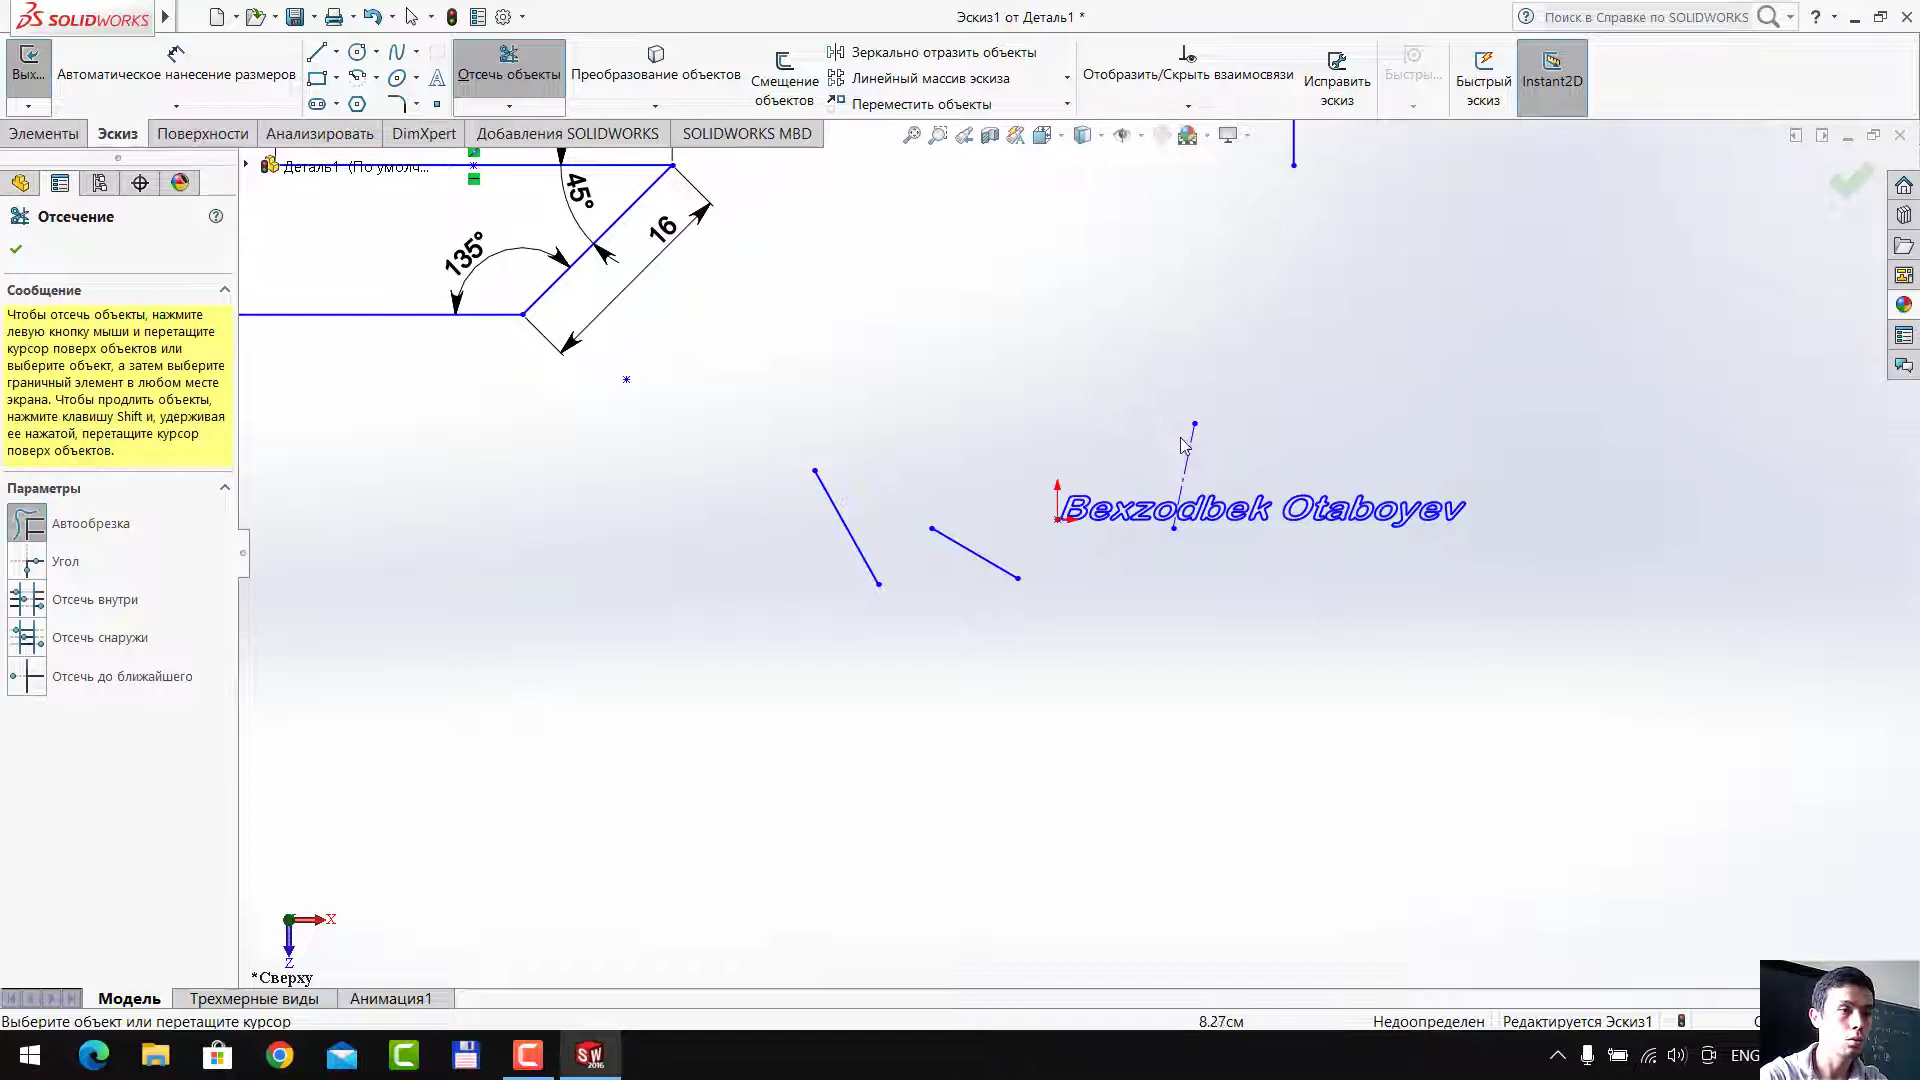 SOLIDWORKS
Эскиз1 от Деталь1 *
Поиск в Справке по SOLIDWORKS
Вых...
Автоматическое нанесение размеров
Отсечь объекты
Преобразование объектов
Смещение объектов
Зеркально отразить объекты
Линейный массив эскиза
Переместить объекты
Отобразить/Скрыть взаимосвязи
Исправить эскиз
Быстры...
Быстрый эскиз
Instant2D
Элементы
Эскиз
Поверхности
Анализировать
DimXpert
Добавления SOLIDWORKS
SOLIDWORKS MBD
Деталь1 (По умолч...
Отсечение
Сообщение
Чтобы отсечь объекты, нажмите
левую кнопку мыши и перетащите
курсор поверх объектов или
выберите объект, а затем выберите
граничный элемент в любом месте
экрана. Чтобы продлить объекты,
нажмите клавишу Shift и, удерживая
ее нажатой, перетащите курсор
поверх объектов.
Параметры
Автообрезка
Угол
Отсечь внутри
Отсечь снаружи
Отсечь до ближайшего
45°
135°
16
Bexzodbek Otaboyev
X
Z
*Сверху
Модель
Трехмерные виды
Анимация1
Выберите объект или перетащите курсор
8.27см
Недоопределен
Редактируется Эскиз1
SW
2016
ENG